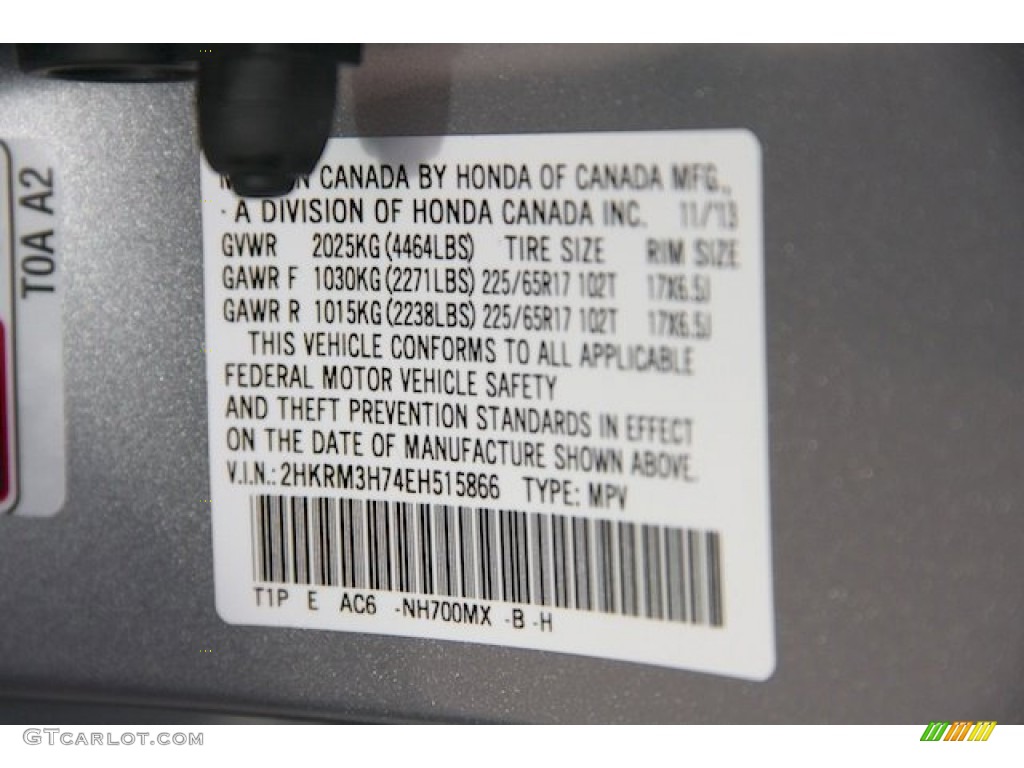 T0A A2
CANADA BY HONDA OF CANADA MFG.,
A DIVISION OF HONDA CANADA INC. 11/13
GVWR 2025KG(4464LBS) TIRE SIZE RIM SIZE
GAWR F 1030KG(2271LBS) 225/65R17 102T 17X6.5J
GAWR R 1015KG(2238LBS) 225/65R17 102T 17X6.5J
THIS VEHICLE CONFORMS TO ALL APPLICABLE
FEDERAL MOTOR VEHICLE SAFETY
AND THEFT PREVENTION STANDARDS IN EFFECT
ON THE DATE OF MANUFACTURE SHOWN ABOVE.
V.I.N.: 2HKRM3H74EH515866 TYPE: MPV
T1P E AC6 -NH700MX -B -H
GTCARLOT.COM